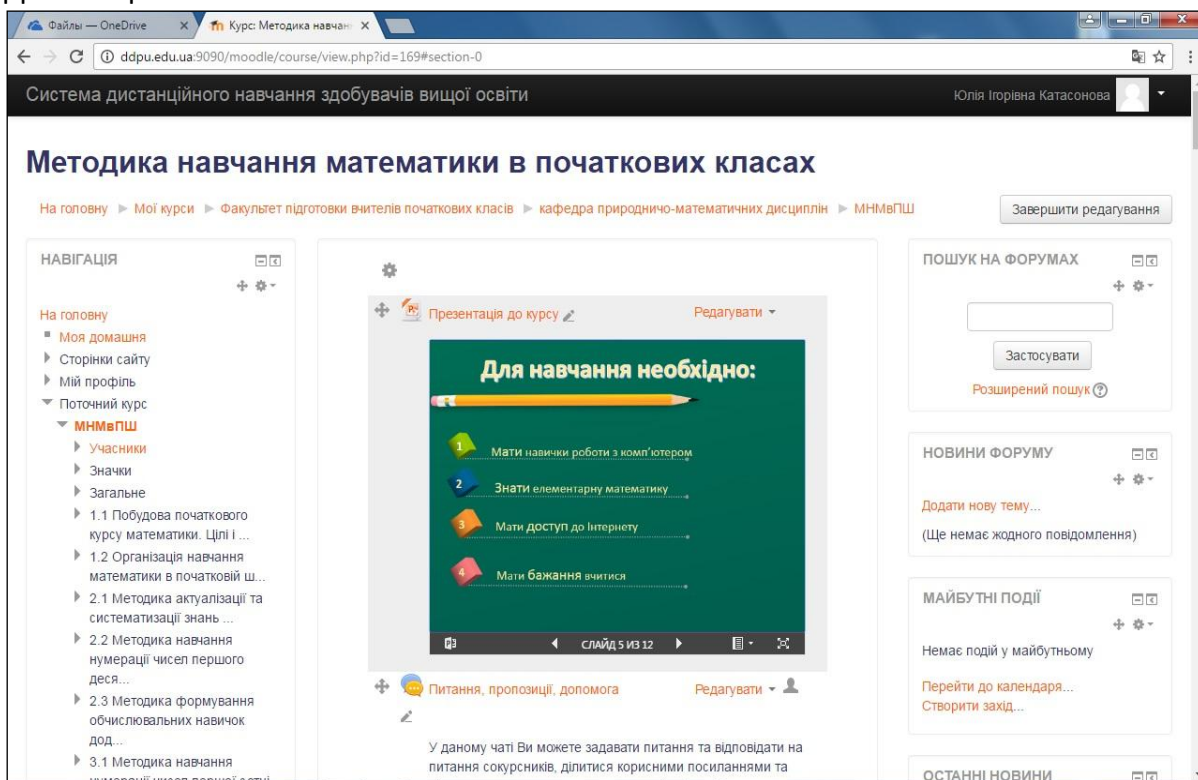 Файлы — OneDrive
Курс: Методика навчан
ddpu.edu.ua:9090/moodle/course/view.php?id=169#section-0
Система дистанційного навчання здобувачів вищої освіти
Юлія Ігорівна Катасонова
Методика навчання математики в початкових класах
На головну ► Мої курси ► Факультет підготовки вчителів початкових класів ► кафедра природничо-математичних дисциплін ► МНМвПШ
Завершити редагування
НАВІГАЦІЯ
На головну
Моя домашня
Сторінки сайту
Мій профіль
Поточний курс
МНМвПШ
Учасники
Значки
Загальне
1.1 Побудова початкового
курсу математики. Цілі і ...
1.2 Організація навчання
математики в початковій ш...
2.1 Методика актуалізації та
систематизації знань ...
2.2 Методика навчання
нумерації чисел першого
деся...
2.3 Методика формування
обчислювальних навичок
дод...
3.1 Методика навчання
Презентація до курсу
Редагувати
Для навчання необхідно:
1 Мати навички роботи з комп'ютером
2 Знати елементарну математику
3 Мати доступ до Інтернету
4 Мати бажання вчитися
СЛАЙД 5 ИЗ 12
Питання, пропозиції, допомога
Редагувати
У даному чаті Ви можете задавати питання та відповідати на
питання сокурсників, ділитися корисними посиланнями та
ПОШУК НА ФОРУМАХ
Застосувати
Розширений пошук
НОВИНИ ФОРУМУ
Додати нову тему...
(Ще немає жодного повідомлення)
МАЙБУТНІ ПОДІЇ
Немає подій у майбутньому
Перейти до календаря...
Створити захід...
ОСТАННІ НОВИНИ